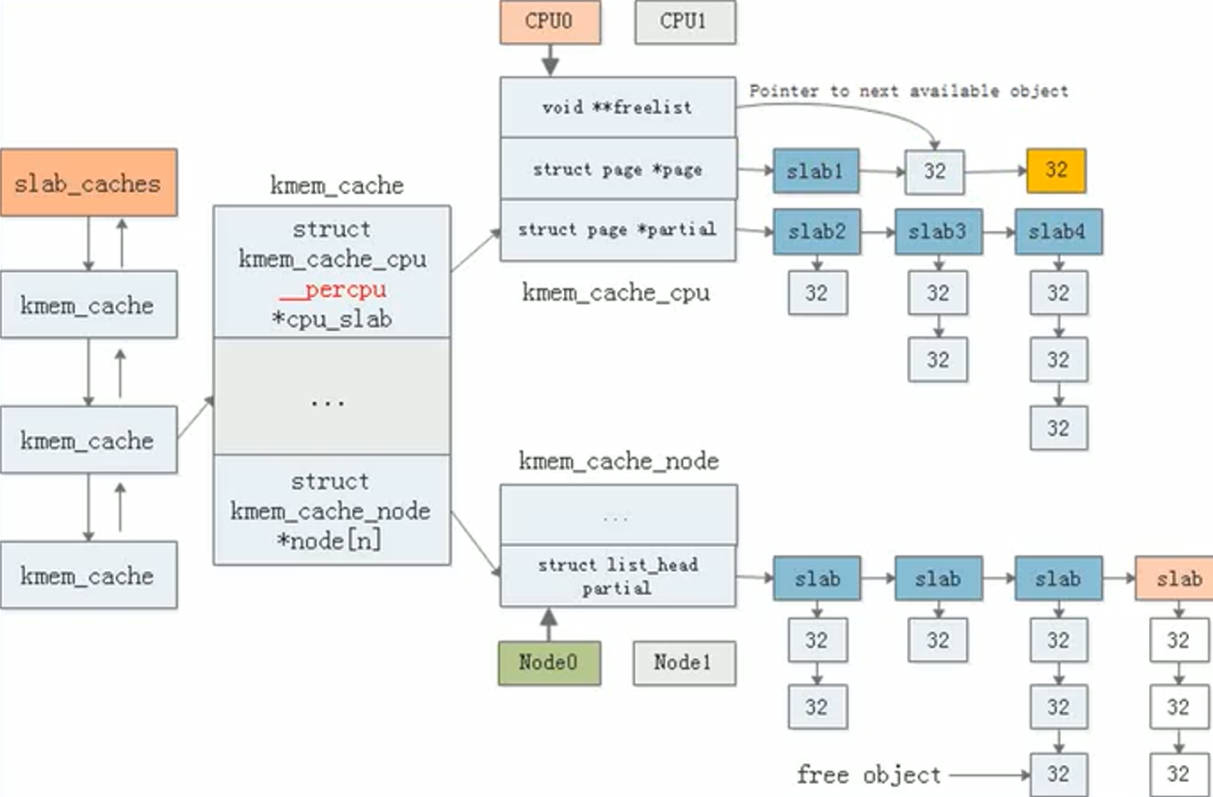 CPU0
CPU1
void **freelist
Pointer to next available object
struct page *page
slab1
32
32
slab_caches
kmem_cache
struct
kmem_cache_cpu
__percpu
*cpu_slab
struct page *partial
slab2
slab3
slab4
kmem_cache_cpu
32
32
32
kmem_cache
32
32
...
32
kmem_cache
kmem_cache_node
struct
kmem_cache_node
*node[n]
...
struct list_head
partial
kmem_cache
slab
slab
slab
slab
Node0
Node1
32
32
32
32
32
32
32
free object
32
32